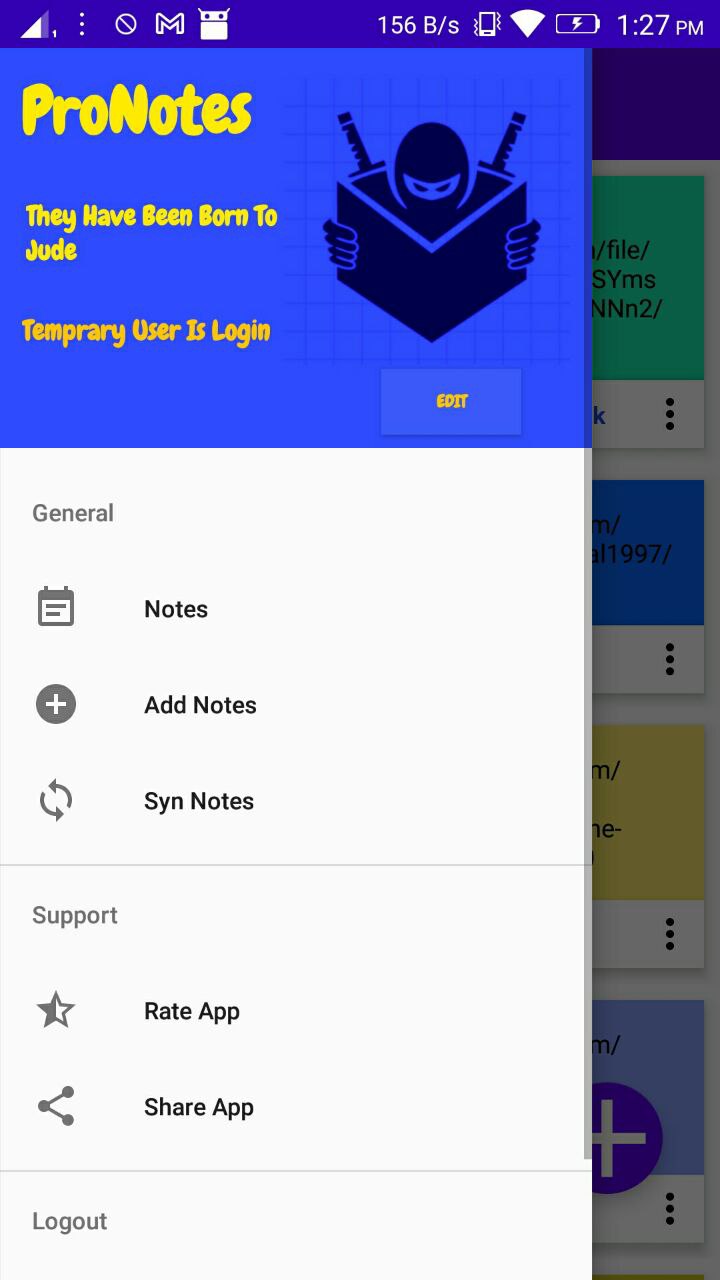 156 B/s
1:27 PM
ProNotes
They Have Been Born To
Jude
Temprary User Is Login
EDIT
General
Notes
Add Notes
Syn Notes
Support
Rate App
Share App
Logout
/file/
SYms
NNn2/
k
m/
al1997/
m/
ne-
m/